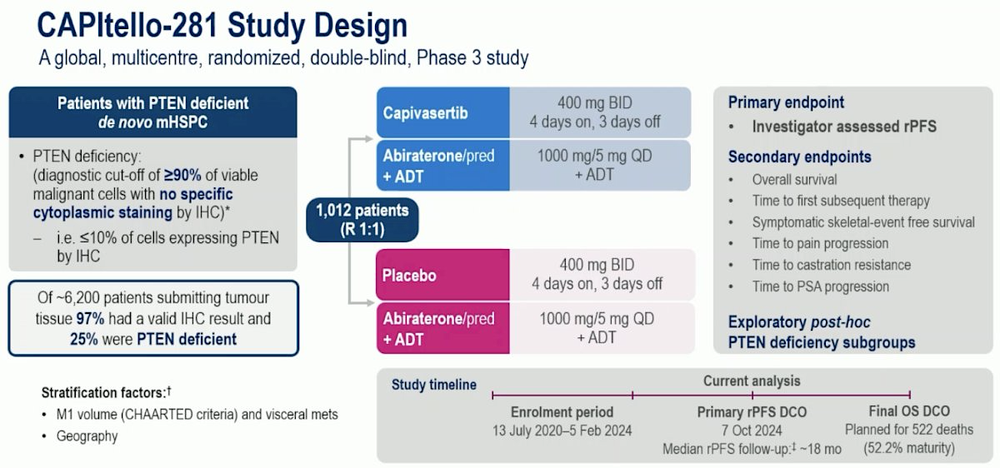 CAPItello-281 Study Design
A global, multicentre, randomized, double-blind, Phase 3 study
Patients with PTEN deficient
de novo mHSPC
• PTEN deficiency:
(diagnostic cut-off of ≥90% of viable
malignant cells with no specific
cytoplasmic staining by IHC)*
– i.e. ≤10% of cells expressing PTEN
by IHC
Of ~6,200 patients submitting tumour
tissue 97% had a valid IHC result and
25% were PTEN deficient
Stratification factors:†
• M1 volume (CHAARTED criteria) and visceral mets
• Geography
1,012 patients
(R 1:1)
Capivasertib
400 mg BID
4 days on, 3 days off
Abiraterone/pred
+ ADT
1000 mg/5 mg QD
+ ADT
Placebo
400 mg BID
4 days on, 3 days off
Abiraterone/pred
+ ADT
1000 mg/5 mg QD
+ ADT
Primary endpoint
• Investigator assessed rPFS
Secondary endpoints
• Overall survival
• Time to first subsequent therapy
• Symptomatic skeletal-event free survival
• Time to pain progression
• Time to castration resistance
• Time to PSA progression
Exploratory post-hoc
PTEN deficiency subgroups
Study timeline
Current analysis
Enrolment period
13 July 2020–5 Feb 2024
Primary rPFS DCO
7 Oct 2024
Median rPFS follow-up:‡ ~18 mo
Final OS DCO
Planned for 522 deaths
(52.2% maturity)